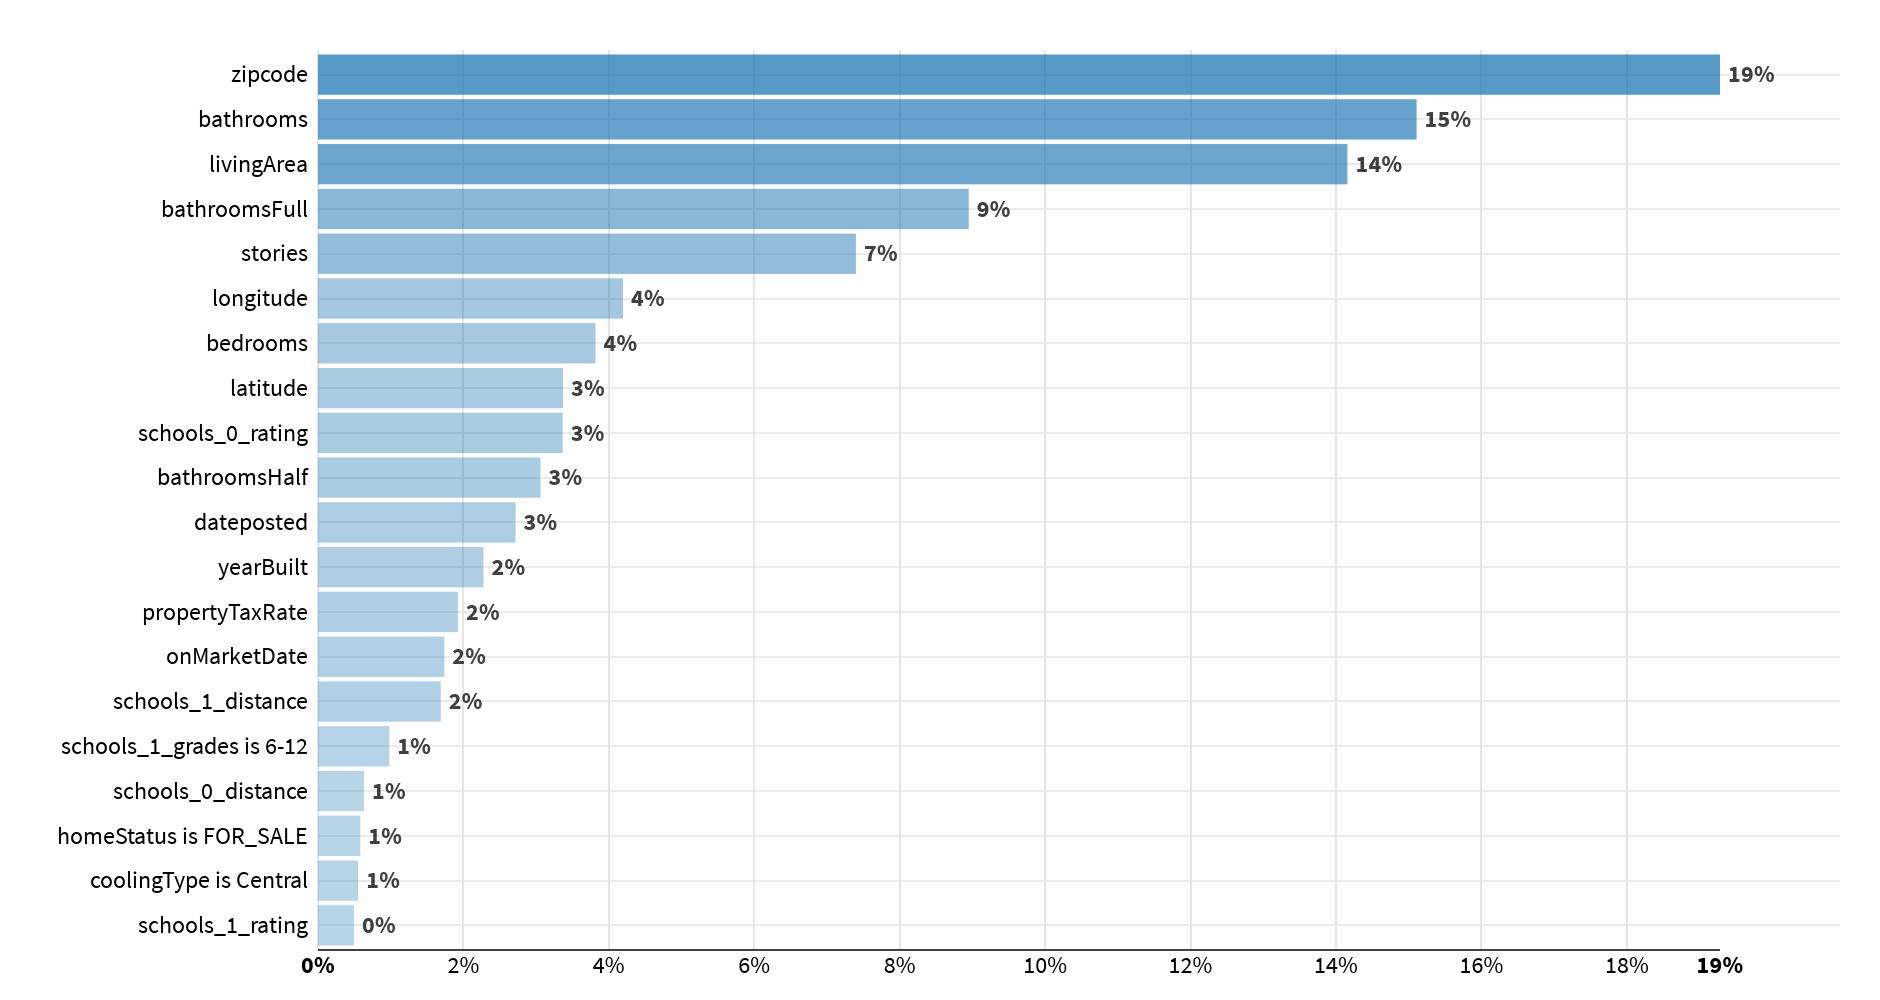 zipcode 19%
bathrooms 15%
livingArea 14%
bathroomsFull 9%
stories 7%
longitude 4%
bedrooms 4%
latitude 3%
schools_0_rating 3%
bathroomsHalf 3%
dateposted 3%
yearBuilt 2%
propertyTaxRate 2%
onMarketDate 2%
schools_1_distance 2%
schools_1_grades is 6-12 1%
schools_0_distance 1%
homeStatus is FOR_SALE 1%
coolingType is Central 1%
schools_1_rating 0%
0% 2% 4% 6% 8% 10% 12% 14% 16% 18% 19%